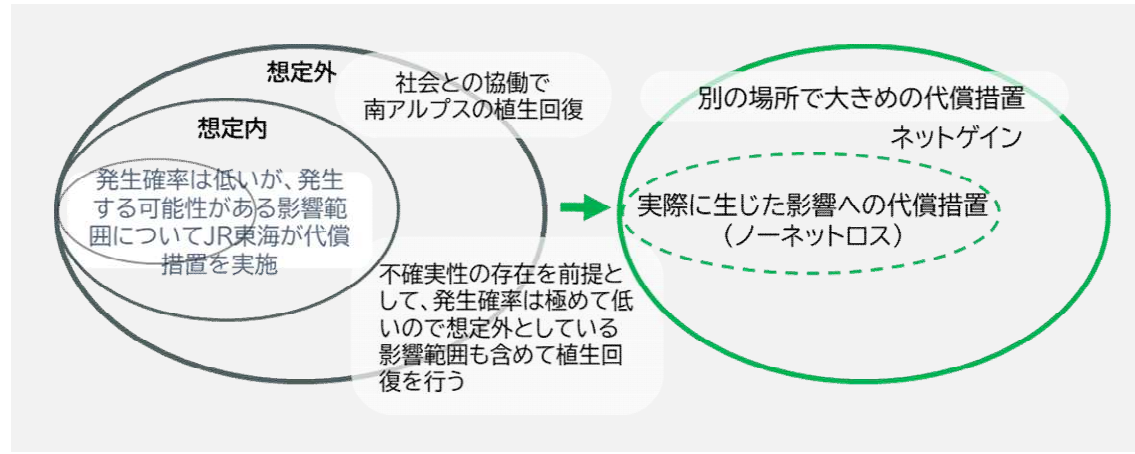 想定外
社会との協働で
南アルプスの植生回復
想定内
発生確率は低いが、発生
する可能性がある影響範
囲についてJR東海が代償
措置を実施
不確実性の存在を前提と
して、発生確率は極めて低
いので想定外としている
影響範囲も含めて植生回
復を行う
別の場所で大きめの代償措置
ネットゲイン
実際に生じた影響への代償措置
（ノーネットロス）